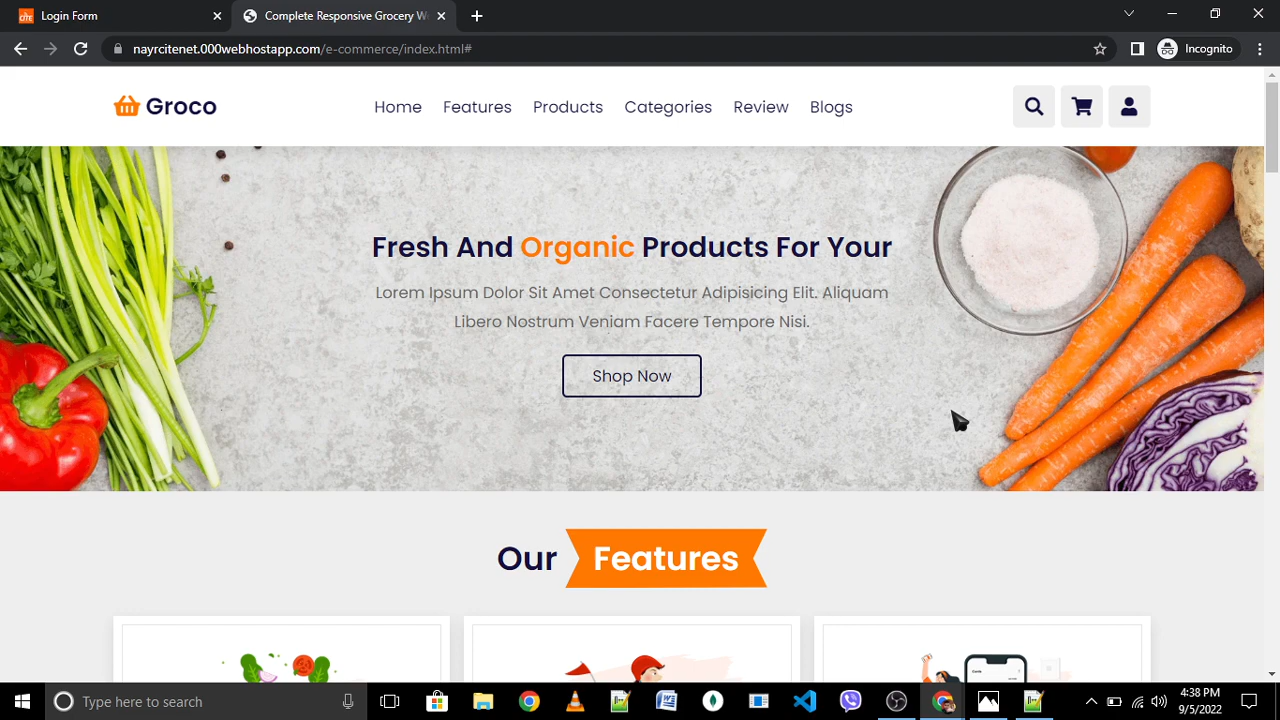 Login Form
Complete Responsive Grocery W
nayrcitenet.000webhostapp.com/e-commerce/index.html#
Incognito
Groco
Home
Features
Products
Categories
Review
Blogs
Fresh And Organic Products For Your
Lorem Ipsum Dolor Sit Amet Consectetur Adipisicing Elit. Aliquam
Libero Nostrum Veniam Facere Tempore Nisi.
Shop Now
Our Features
Type here to search
4:38 PM
9/5/2022